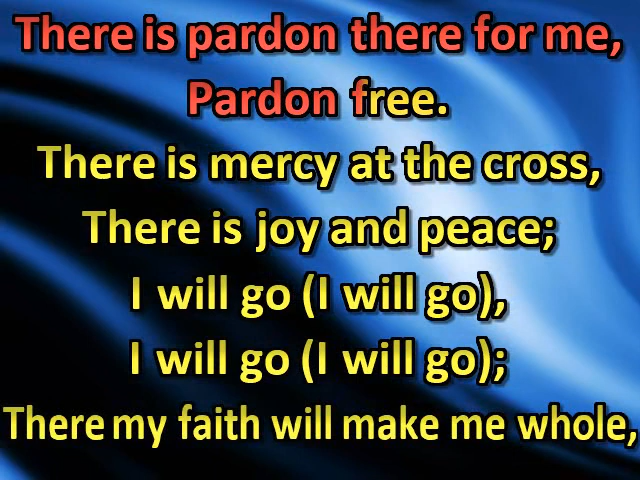 There is pardon there for me,
Pardon free.
There is mercy at the cross,
There is joy and peace;
I will go (I will go),
I will go (I will go);
There my faith will make me whole,